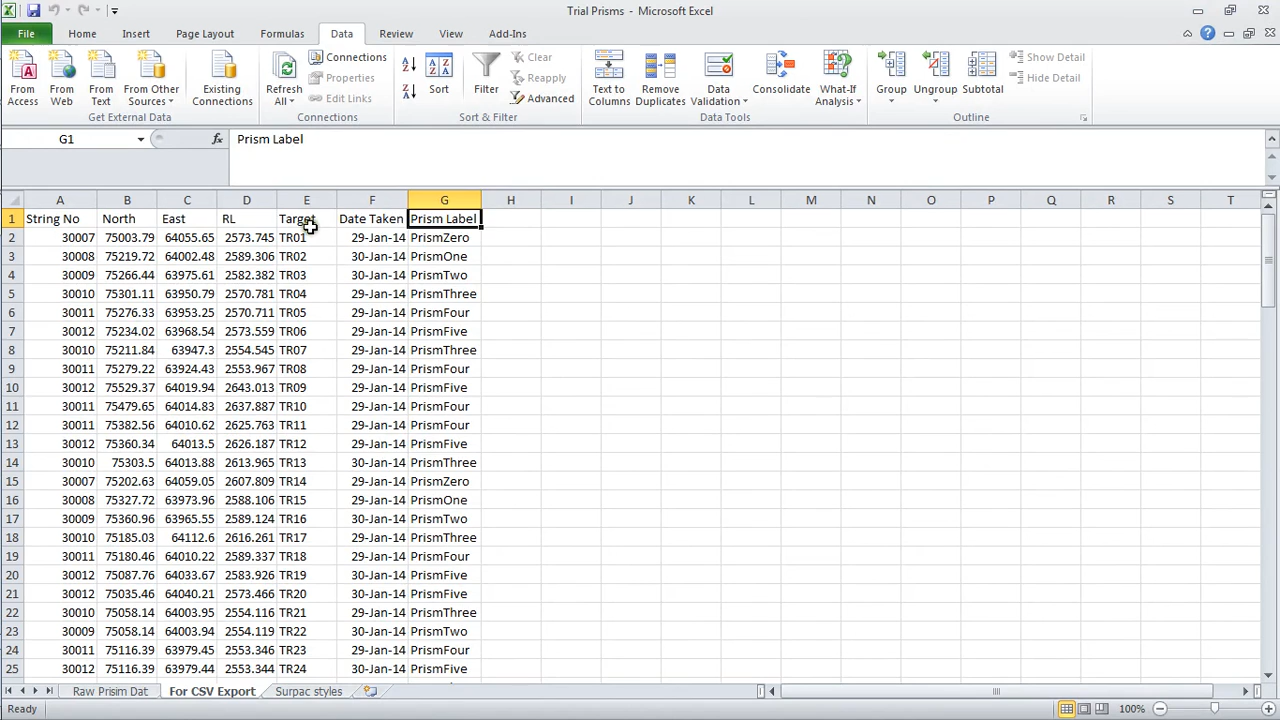 Trial Prisms - Microsoft Excel
File Home Insert Page Layout Formulas Data Review View Add-Ins
From Access From Web From Text From Other Sources Existing Connections Refresh All Connections Properties Edit Links Sort Filter Clear Reapply Advanced Text to Columns Remove Duplicates Data Validation Consolidate What-If Analysis Group Ungroup Subtotal Show Detail Hide Detail
Get External Data Connections Sort & Filter Data Tools Outline
G1 fx Prism Label
A B C D E F G H I J K L M N O P Q R S T
1 String No North East RL Target Date Taken Prism Label
2 30007 75003.79 64055.65 2573.745 TR01 29-Jan-14 PrismZero
3 30008 75219.72 64002.48 2589.306 TR02 30-Jan-14 PrismOne
4 30009 75266.44 63975.61 2582.382 TR03 30-Jan-14 PrismTwo
5 30010 75301.11 63950.79 2570.781 TR04 29-Jan-14 PrismThree
6 30011 75276.33 63953.25 2570.711 TR05 29-Jan-14 PrismFour
7 30012 75234.02 63968.54 2573.559 TR06 29-Jan-14 PrismFive
8 30010 75211.84 63947.3 2554.545 TR07 29-Jan-14 PrismThree
9 30011 75279.22 63924.43 2553.967 TR08 29-Jan-14 PrismFour
10 30012 75529.37 64019.94 2643.013 TR09 29-Jan-14 PrismFive
11 30011 75479.65 64014.83 2637.887 TR10 29-Jan-14 PrismFour
12 30011 75382.56 64010.62 2625.763 TR11 29-Jan-14 PrismFour
13 30012 75360.34 64013.5 2626.187 TR12 29-Jan-14 PrismFive
14 30010 75303.5 64013.88 2613.965 TR13 30-Jan-14 PrismThree
15 30007 75202.63 64059.05 2607.809 TR14 29-Jan-14 PrismZero
16 30008 75327.72 63973.96 2588.106 TR15 29-Jan-14 PrismOne
17 30009 75360.96 63965.55 2589.124 TR16 30-Jan-14 PrismTwo
18 30010 75185.03 64112.6 2616.261 TR17 29-Jan-14 PrismThree
19 30011 75180.46 64010.22 2589.337 TR18 30-Jan-14 PrismFour
20 30012 75087.76 64033.67 2583.926 TR19 30-Jan-14 PrismFive
21 30012 75035.46 64040.21 2573.466 TR20 30-Jan-14 PrismFive
22 30010 75058.14 64003.95 2554.116 TR21 29-Jan-14 PrismThree
23 30009 75058.14 64003.94 2554.119 TR22 30-Jan-14 PrismTwo
24 30011 75116.39 63979.45 2553.346 TR23 29-Jan-14 PrismFour
25 30012 75116.39 63979.44 2553.344 TR24 30-Jan-14 PrismFive
Raw Prisim Dat For CSV Export Surpac styles
Ready 100%